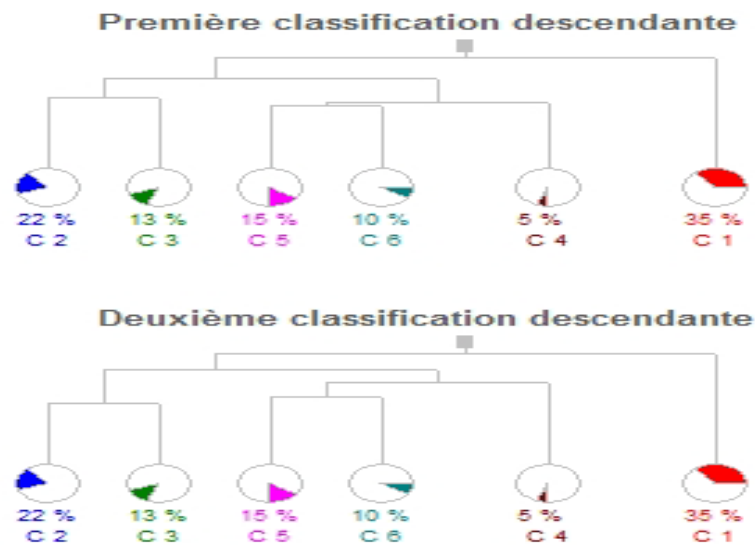 Première classification descendante
22 % 13 % 15 % 10 % 5 % 35 %
C 2 C 3 C 5 C 6 C 4 C 1
Deuxième classification descendante
22 % 13 % 15 % 10 % 5 % 35 %
C 2 C 3 C 5 C 6 C 4 C 1